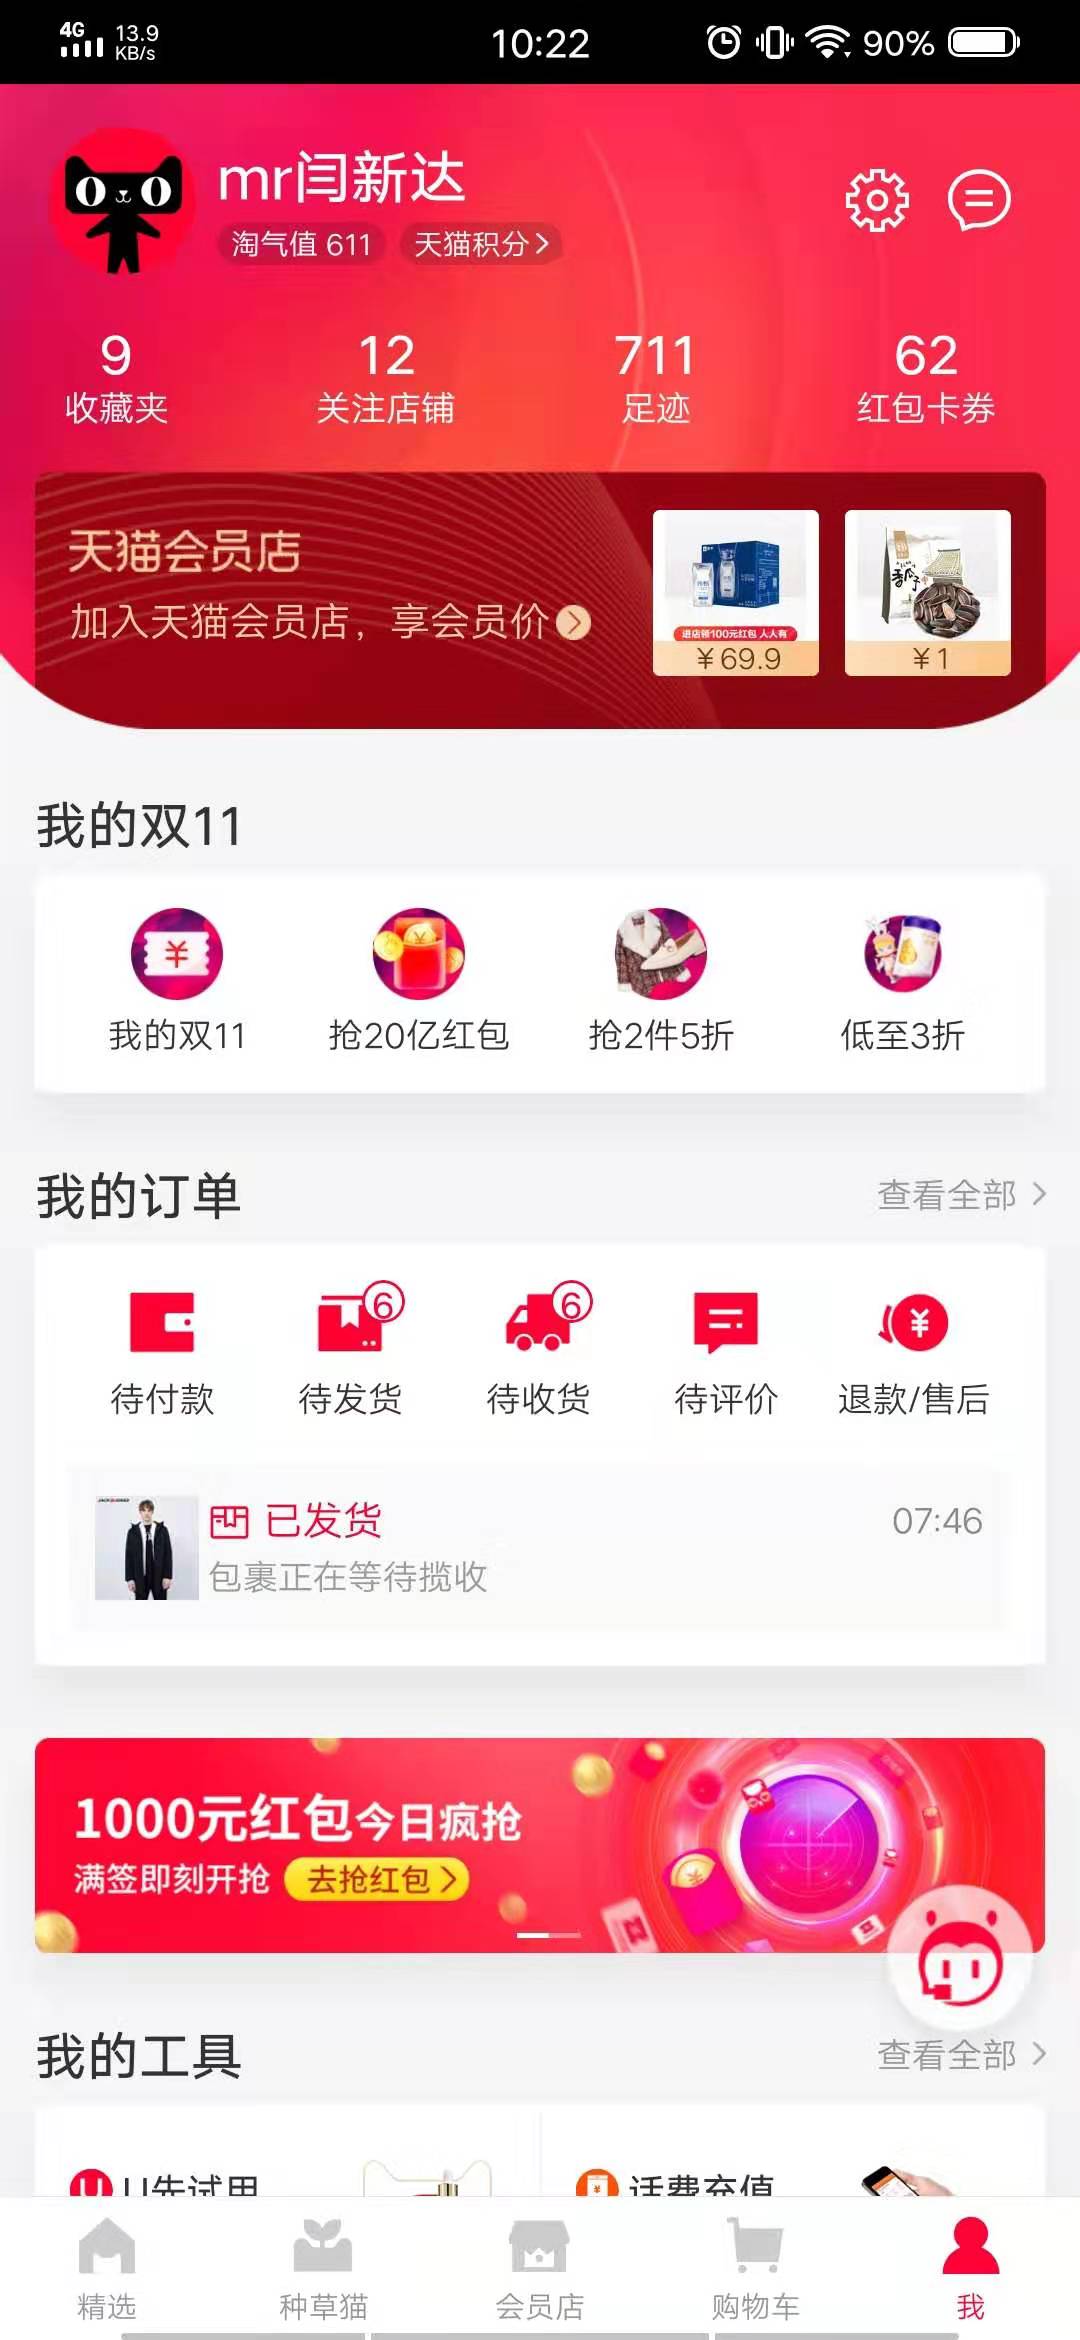 4G 13.9 KB/s 10:22 90%
mr闫新达
淘气值 611 天猫积分
9 12 711 62
收藏夹 关注店铺 足迹 红包卡券
天猫会员店
加入天猫会员店，享会员价
进店领100元红包 人人有
¥69.9 ¥1
我的双11
我的双11 抢20亿红包 抢2件5折 低至3折
我的订单 查看全部
6 6
待付款 待发货 待收货 待评价 退款/售后
JACK&JONES
已发货 07:46
包裹正在等待揽收
1000元红包今日疯抢
满签即刻开抢 去抢红包
我的工具 查看全部
U先试用 话费充值
精选 种草猫 会员店 购物车 我